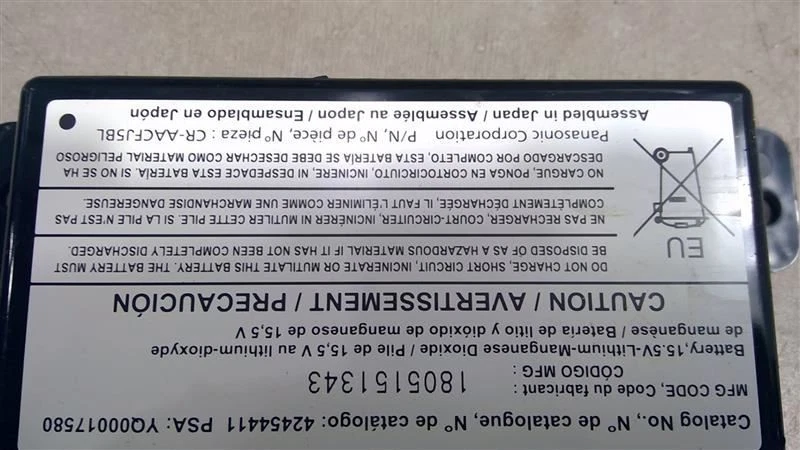 Catalog No., N° de catalogue, N° de catálogo: 42454411 PSA: YQ00017580
MFG CODE, Code du fabricant :
CÓDIGO MFG :
1805151343
Battery,15.5V-Lithium-Manganese Dioxide / Pile de 15,5 V au lithium-dioxyde
de manganèse / Batería de litio y dióxido de manganeso de 15,5 V
CAUTION / AVERTISSEMENT / PRECAUCIÓN
DO NOT CHARGE, SHORT CIRCUIT, INCINERATE OR MUTILATE THIS BATTERY. THE BATTERY MUST
BE DISPOSED OF AS A HAZARDOUS MATERIAL IF IT HAS NOT BEEN COMPLETELY DISCHARGED.
NE PAS RECHARGER, COURT-CIRCUITER, INCINÉRER NI MUTILER CETTE PILE. SI LA PILE N'EST PAS
COMPLÈTEMENT DÉCHARGÉE, IL FAUT L'ÉLIMINER COMME UNE MARCHANDISE DANGEREUSE.
NO CARGUE, PONGA EN CORTOCIRCUITO, INCINERE, NI DESPEDACE ESTA BATERÍA. SI NO SE HA
DESCARGADO POR COMPLETO, ESTA BATERÍA SE DEBE DESECHAR COMO MATERIAL PELIGROSO
EU
Panasonic Corporation P/N, N° de pièce, N° pieza : CR-AACFJ5BL
Assembled in Japan / Assemblée au Japon / Ensamblado en Japón